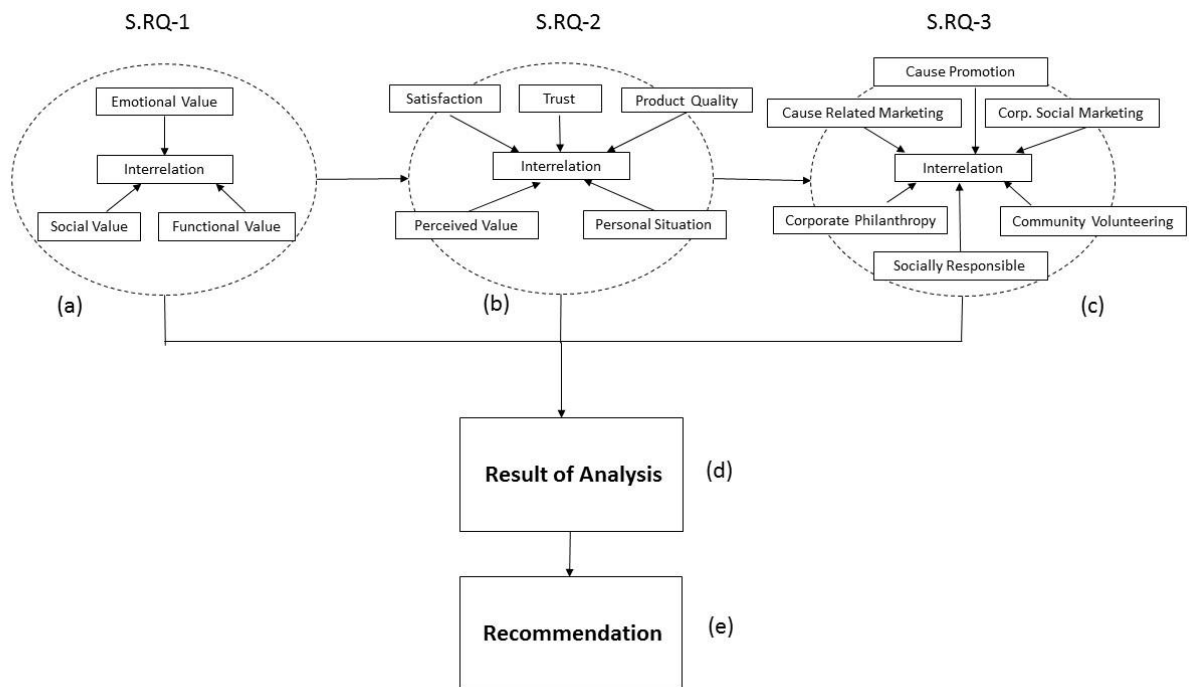 S.RQ-1
S.RQ-2
S.RQ-3
Emotional Value
Interrelation
Social Value
Functional Value
(a)
Satisfaction
Trust
Product Quality
Interrelation
Perceived Value
Personal Situation
(b)
Cause Promotion
Cause Related Marketing
Corp. Social Marketing
Interrelation
Corporate Philanthropy
Community Volunteering
Socially Responsible
(c)
Result of Analysis
(d)
Recommendation
(e)